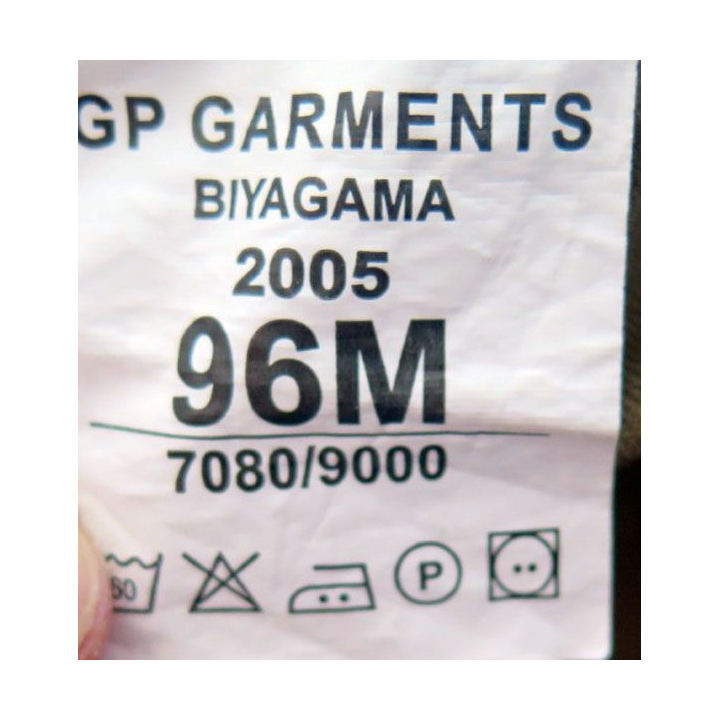 GP GARMENTS
BIYAGAMA
2005
96M
7080/9000
60 P